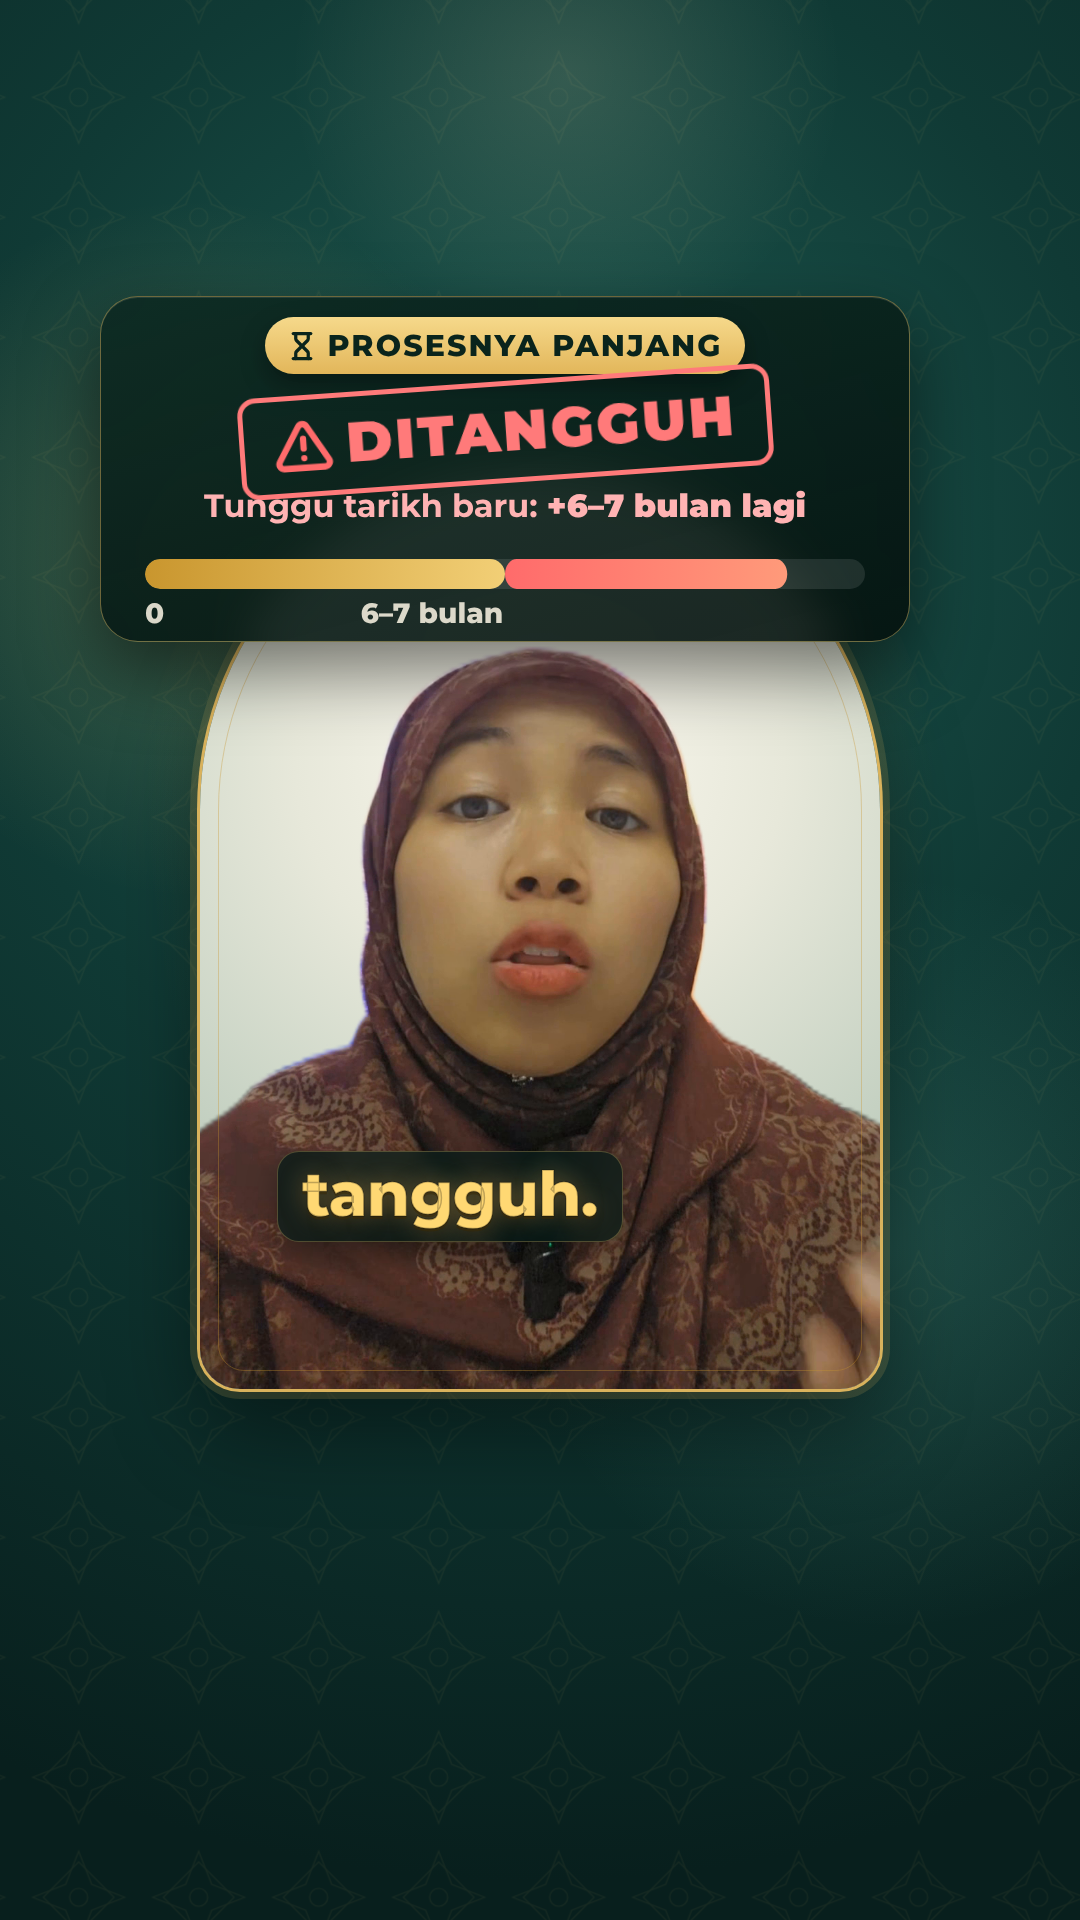 PROSESNYA PANJANG
DITANGGUH
Tunggu tarikh baru: +6–7 bulan lagi
0 6–7 bulan
tangguh.